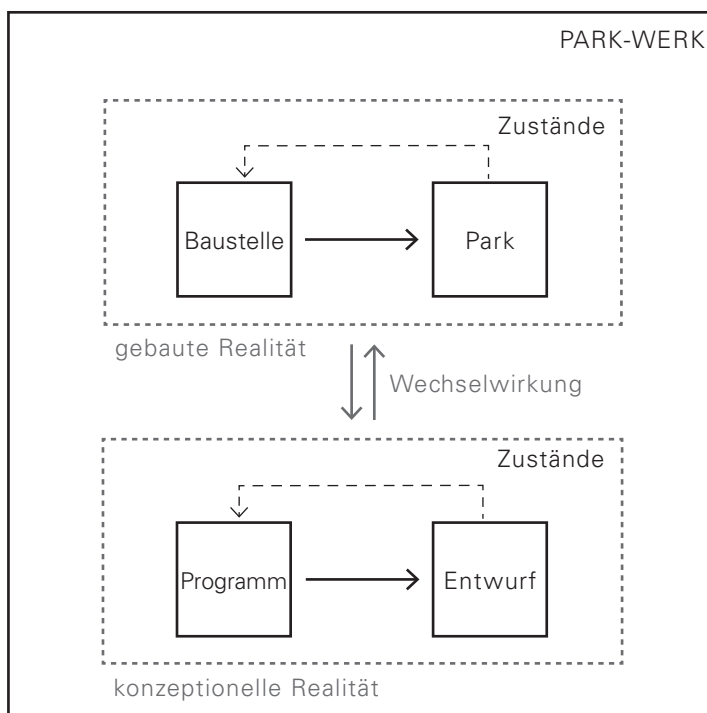 PARK-WERK
Zustände
Baustelle
Park
gebaute Realität
Wechselwirkung
Zustände
Programm
Entwurf
konzeptionelle Realität